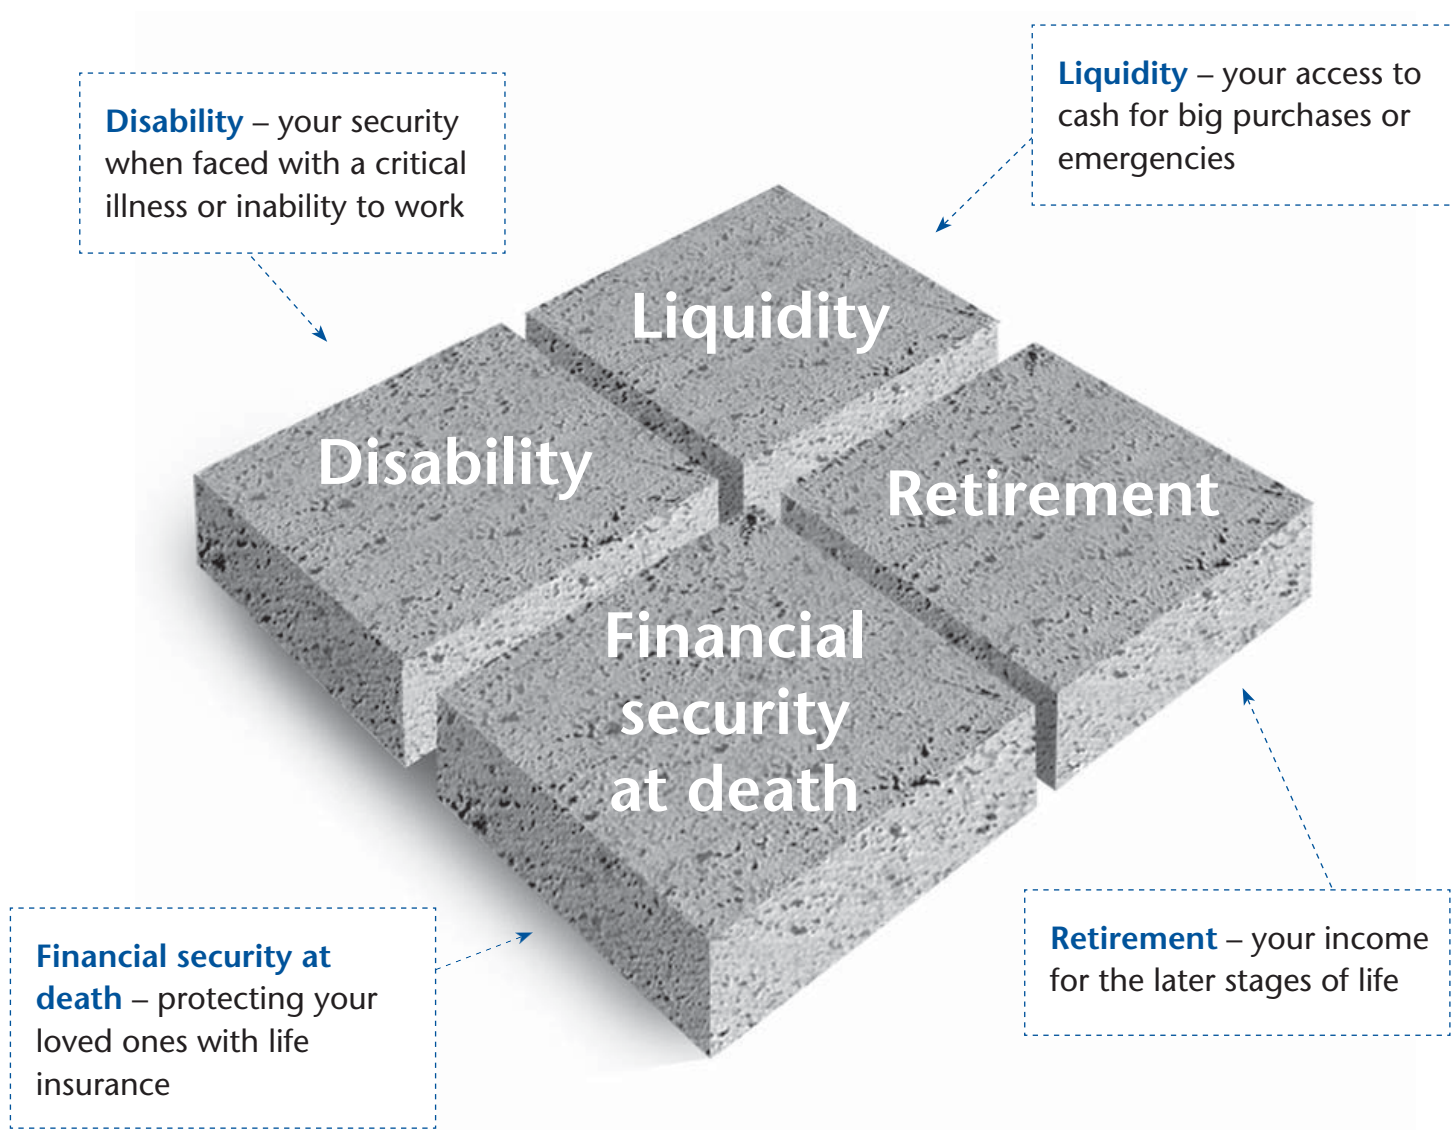 Disability – your security
when faced with a critical
illness or inability to work
Liquidity – your access to
cash for big purchases or
emergencies
Liquidity
Disability
Retirement
Financial
security
at death
Financial security at
death – protecting your
loved ones with life
insurance
Retirement – your income
for the later stages of life